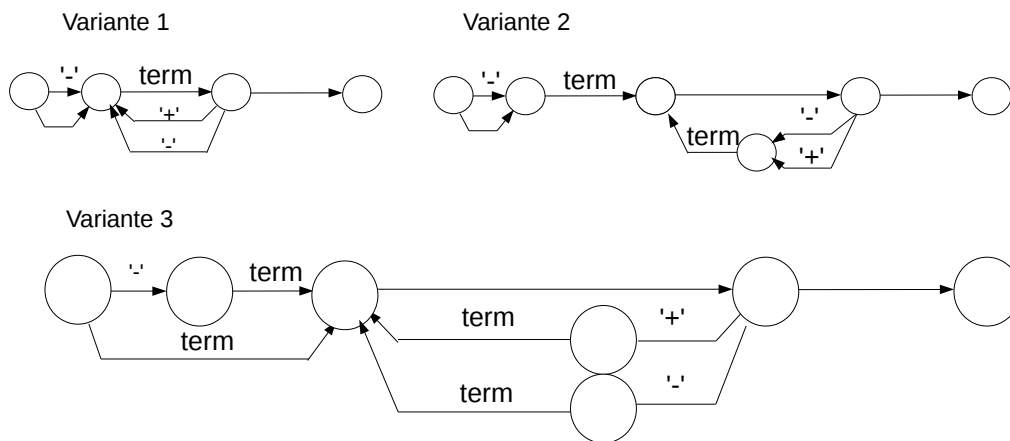 Variante 1
Variante 2
'-' term
'+'
'-'
'-' term
'-'
term
'+'
Variante 3
'-' term
term '+'
term
term '-'